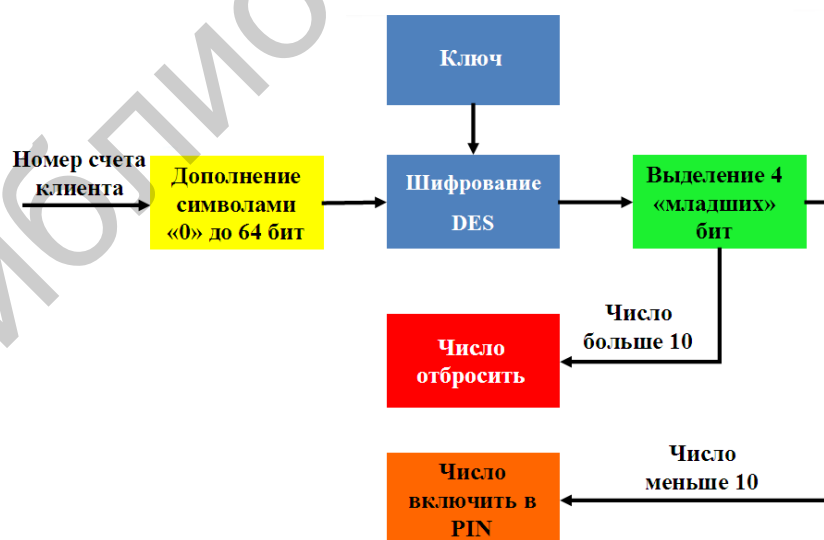 Ключ
Номер счета
клиента
Дополнение
символами
«0» до 64 бит
Шифрование
DES
Выделение 4
«младших»
бит
Число
больше 10
Число
отбросить
Число
меньше 10
Число
включить в
PIN